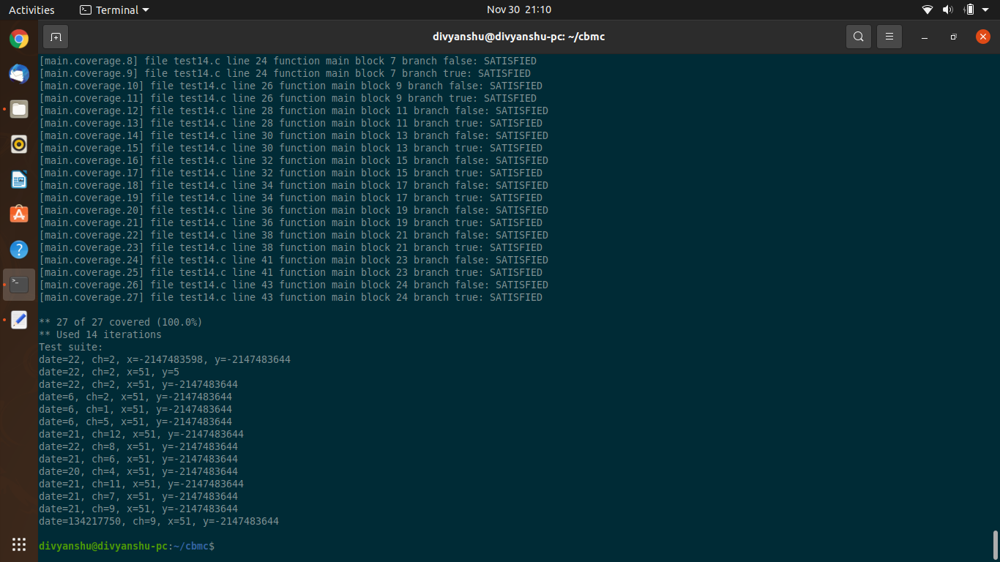 Activities
Terminal
Nov 30 21:10
divyanshu@divyanshu-pc: ~/cbmc
[main.coverage.8] file test14.c line 24 function main block 7 branch false: SATISFIED
[main.coverage.9] file test14.c line 24 function main block 7 branch true: SATISFIED
[main.coverage.10] file test14.c line 26 function main block 9 branch false: SATISFIED
[main.coverage.11] file test14.c line 26 function main block 9 branch true: SATISFIED
[main.coverage.12] file test14.c line 28 function main block 11 branch false: SATISFIED
[main.coverage.13] file test14.c line 28 function main block 11 branch true: SATISFIED
[main.coverage.14] file test14.c line 30 function main block 13 branch false: SATISFIED
[main.coverage.15] file test14.c line 30 function main block 13 branch true: SATISFIED
[main.coverage.16] file test14.c line 32 function main block 15 branch false: SATISFIED
[main.coverage.17] file test14.c line 32 function main block 15 branch true: SATISFIED
[main.coverage.18] file test14.c line 34 function main block 17 branch false: SATISFIED
[main.coverage.19] file test14.c line 34 function main block 17 branch true: SATISFIED
[main.coverage.20] file test14.c line 36 function main block 19 branch false: SATISFIED
[main.coverage.21] file test14.c line 36 function main block 19 branch true: SATISFIED
[main.coverage.22] file test14.c line 38 function main block 21 branch false: SATISFIED
[main.coverage.23] file test14.c line 38 function main block 21 branch true: SATISFIED
[main.coverage.24] file test14.c line 41 function main block 23 branch false: SATISFIED
[main.coverage.25] file test14.c line 41 function main block 23 branch true: SATISFIED
[main.coverage.26] file test14.c line 43 function main block 24 branch false: SATISFIED
[main.coverage.27] file test14.c line 43 function main block 24 branch true: SATISFIED
** 27 of 27 covered (100.0%)
** Used 14 iterations
Test suite:
date=22, ch=2, x=-2147483598, y=-2147483644
date=22, ch=2, x=51, y=5
date=22, ch=2, x=51, y=-2147483644
date=6, ch=2, x=51, y=-2147483644
date=6, ch=1, x=51, y=-2147483644
date=6, ch=5, x=51, y=-2147483644
date=21, ch=12, x=51, y=-2147483644
date=22, ch=8, x=51, y=-2147483644
date=21, ch=6, x=51, y=-2147483644
date=20, ch=4, x=51, y=-2147483644
date=21, ch=11, x=51, y=-2147483644
date=21, ch=7, x=51, y=-2147483644
date=21, ch=9, x=51, y=-2147483644
date=134217750, ch=9, x=51, y=-2147483644
divyanshu@divyanshu-pc:~/cbmc$